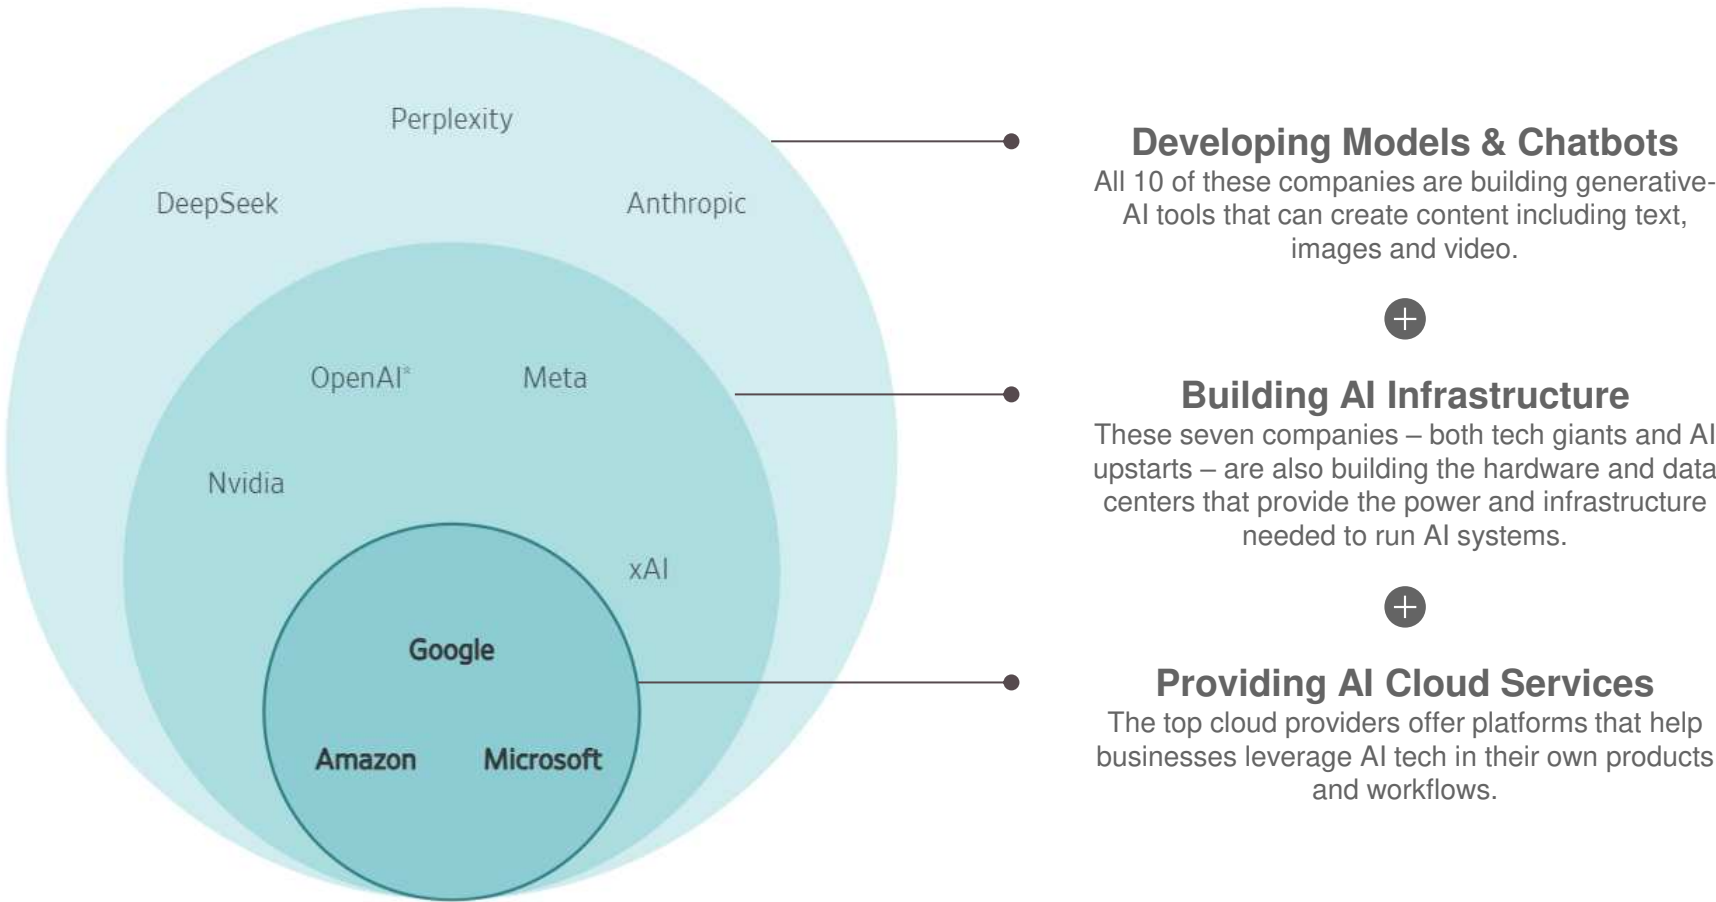 Perplexity
DeepSeek
Anthropic
OpenAI*
Meta
Nvidia
xAI
Google
Amazon
Microsoft
Developing Models & Chatbots
All 10 of these companies are building generative-
AI tools that can create content including text,
images and video.
+
Building AI Infrastructure
These seven companies – both tech giants and AI
upstarts – are also building the hardware and data
centers that provide the power and infrastructure
needed to run AI systems.
+
Providing AI Cloud Services
The top cloud providers offer platforms that help
businesses leverage AI tech in their own products
and workflows.